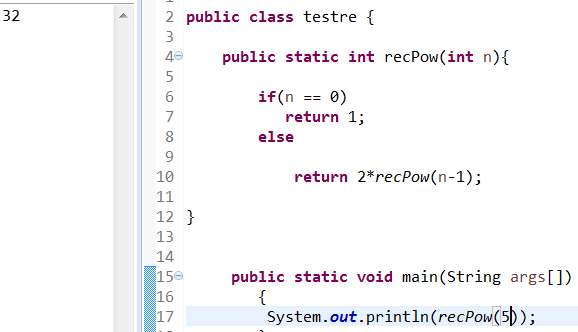 32
2 public class testre {
3
4 public static int recPow(int n){
5
6 if(n == 0)
7 return 1;
8 else
9
10 return 2*recPow(n-1);
11
12 }
13
14
15 public static void main(String args[])
16 {
17 System.out.println(recPow(5));